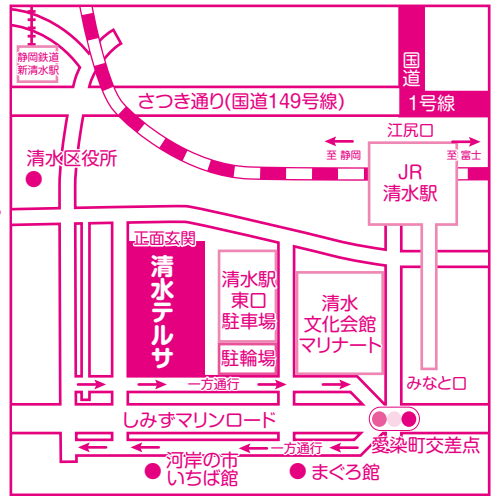 静岡鉄道
新清水駅
国道
1号線
さつき通り(国道149号線)
江尻口
至 静岡
至 富士
清水区役所
JR
清水駅
正面玄関
清水テルサ
清水駅
東口
駐車場
駐輪場
清水
文化会館
マリナート
みなと口
一方通行
しみずマリンロード
一方通行
愛染町交差点
河岸の市
いちば館
まぐろ館